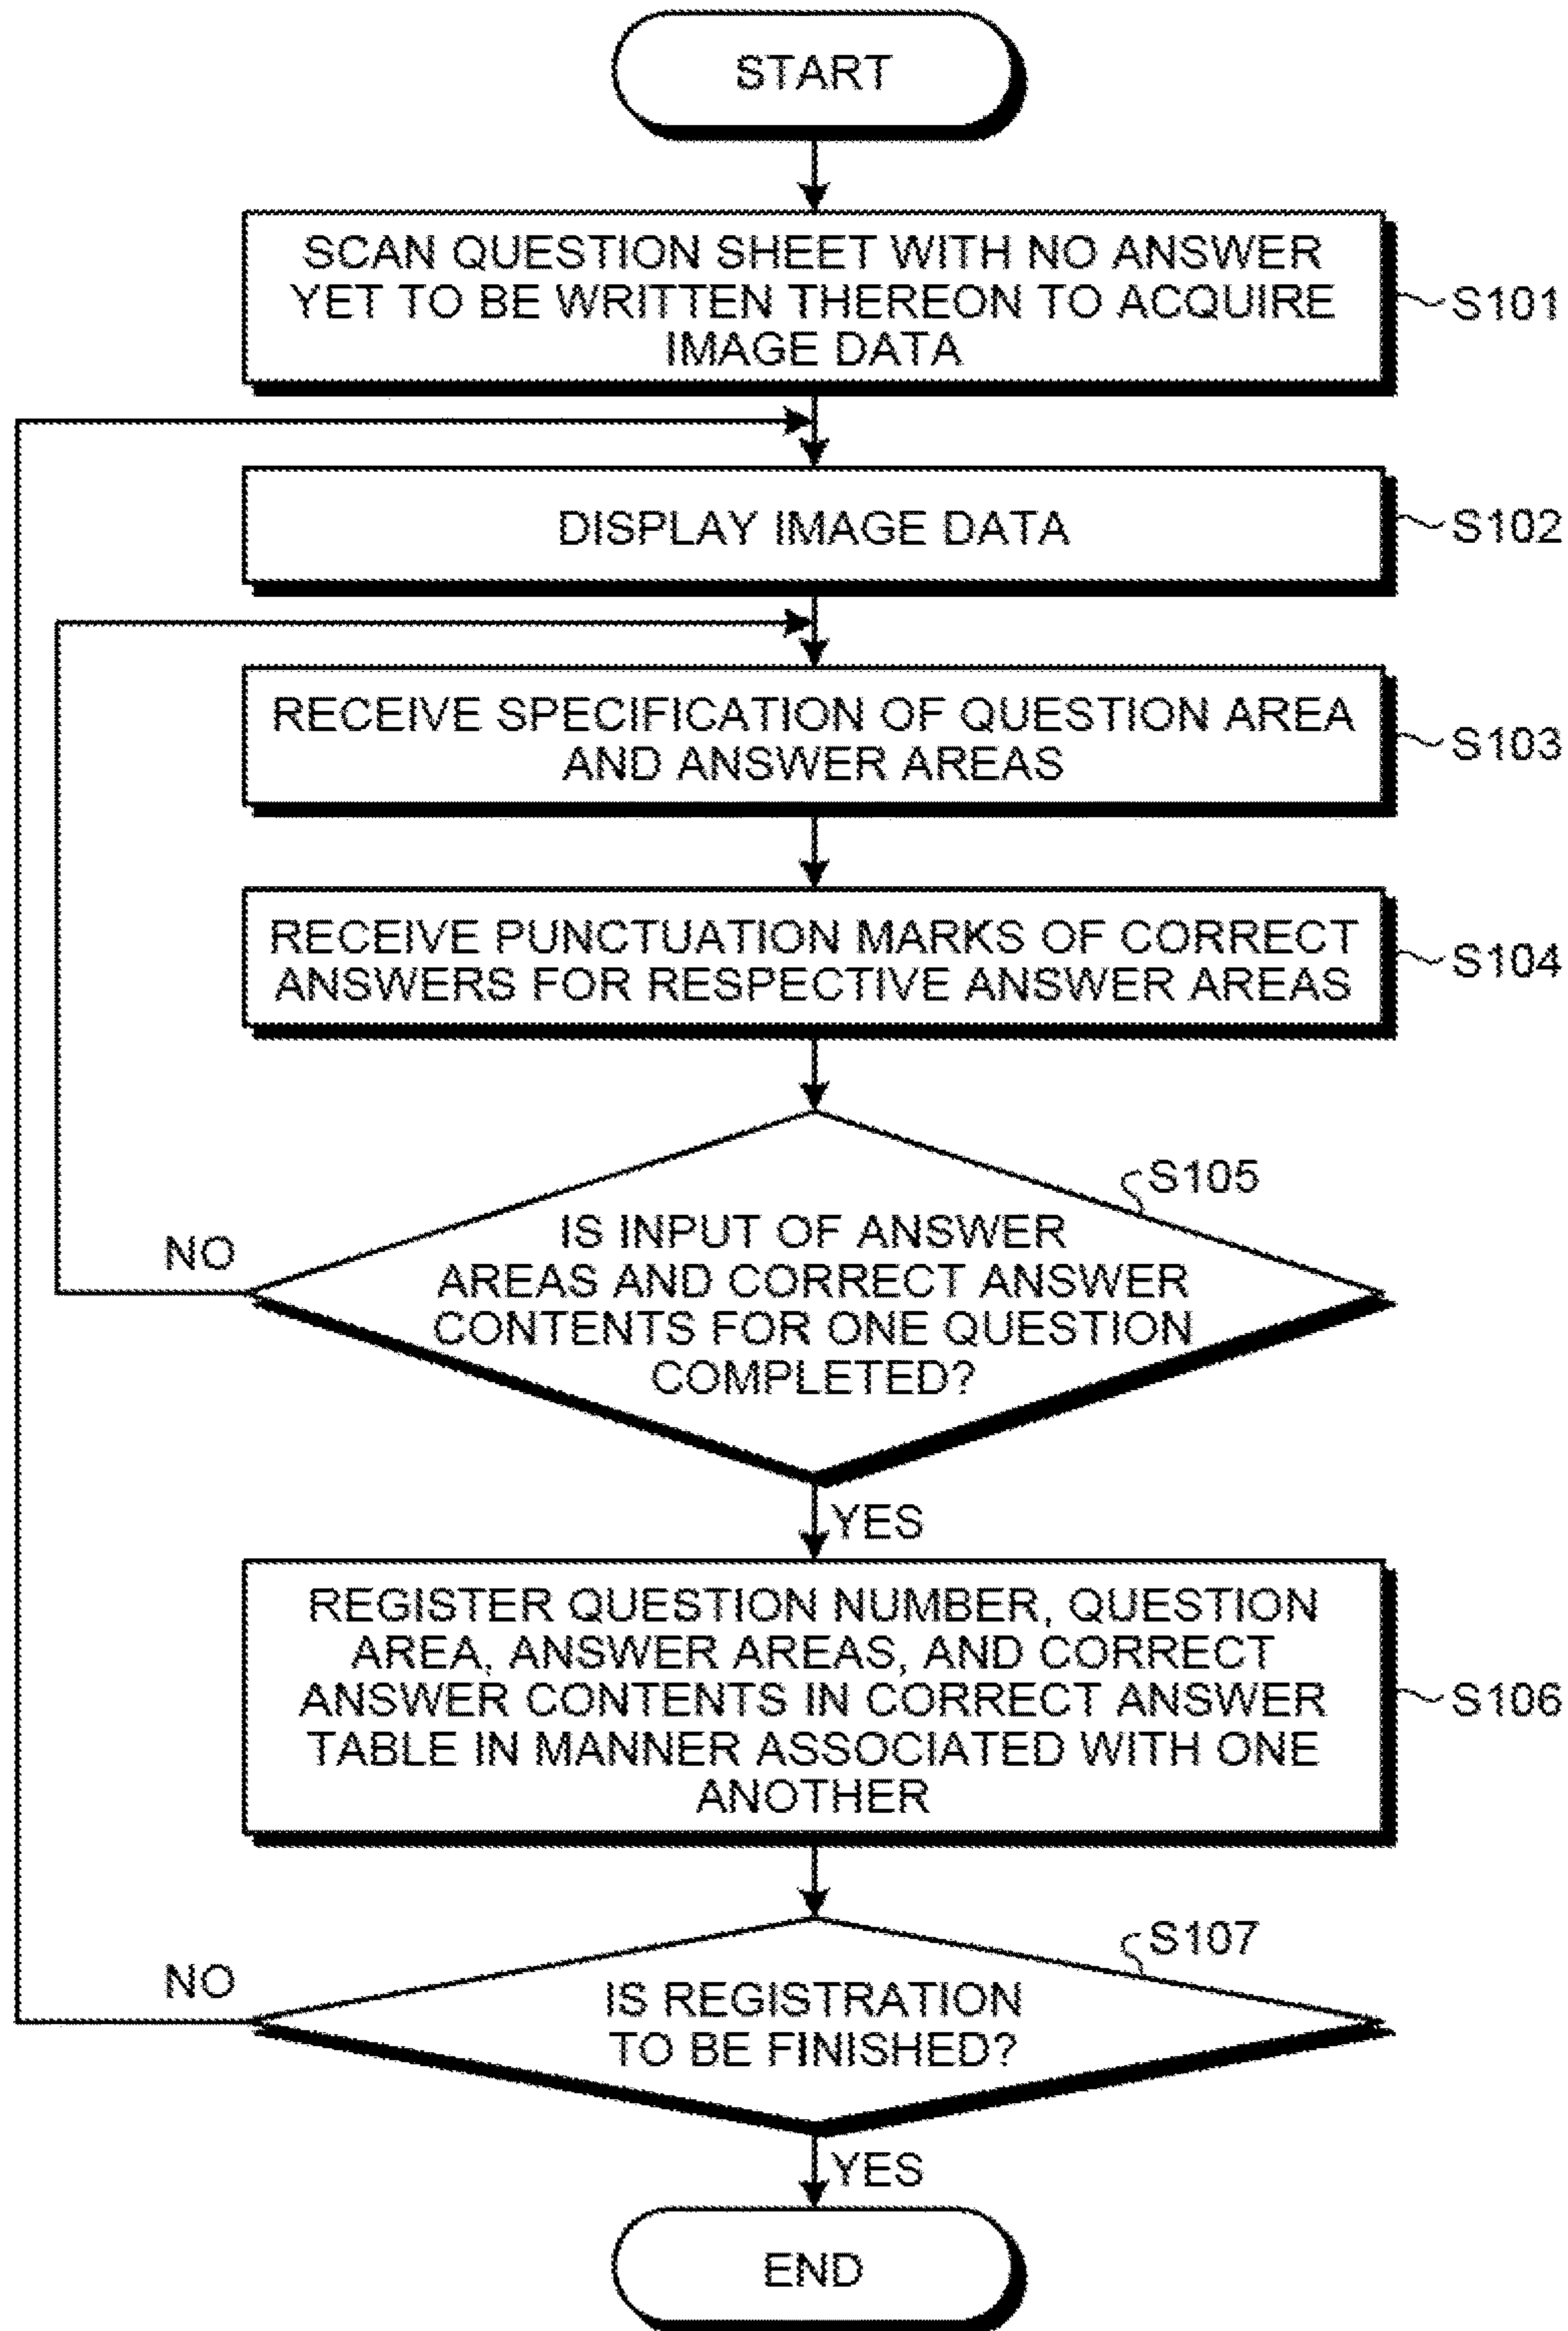 START
SCAN QUESTION SHEET WITH NO ANSWER
YET TO BE WRITTEN THEREON TO ACQUIRE
IMAGE DATA
S101
DISPLAY IMAGE DATA
S102
RECEIVE SPECIFICATION OF QUESTION AREA
AND ANSWER AREAS
S103
RECEIVE PUNCTUATION MARKS OF CORRECT
ANSWERS FOR RESPECTIVE ANSWER AREAS
S104
S105
NO
IS INPUT OF ANSWER
AREAS AND CORRECT ANSWER
CONTENTS FOR ONE QUESTION
COMPLETED?
YES
REGISTER QUESTION NUMBER, QUESTION
AREA, ANSWER AREAS, AND CORRECT
ANSWER CONTENTS IN CORRECT ANSWER
TABLE IN MANNER ASSOCIATED WITH ONE
ANOTHER
S106
S107
NO
IS REGISTRATION
TO BE FINISHED?
YES
END